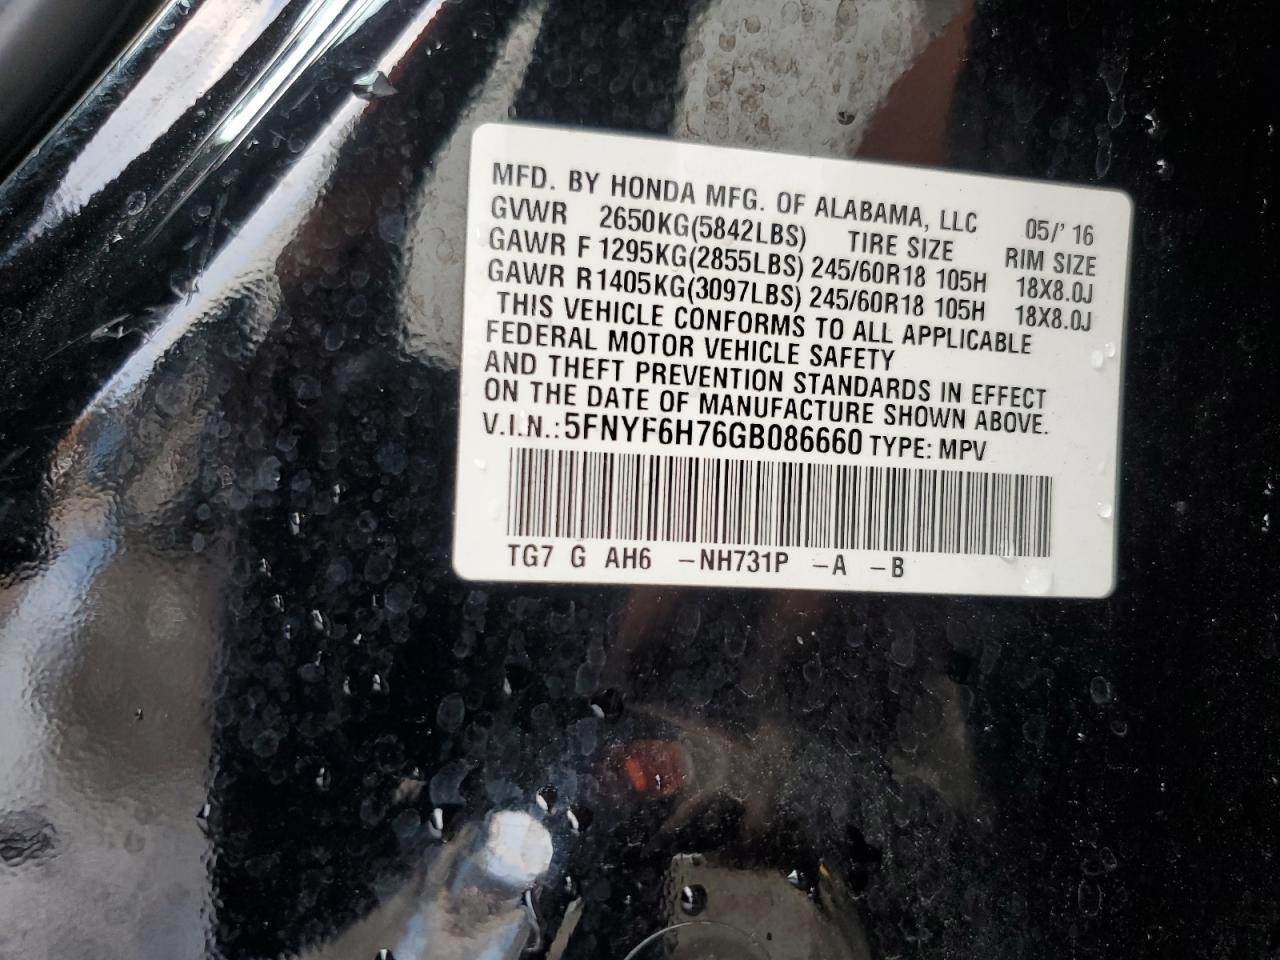 MFD. BY HONDA MFG. OF ALABAMA, LLC 05/'16
GVWR 2650KG(5842LBS) TIRE SIZE RIM SIZE
GAWR F 1295KG(2855LBS) 245/60R18 105H 18X8.0J
GAWR R1405KG(3097LBS) 245/60R18 105H 18X8.0J
THIS VEHICLE CONFORMS TO ALL APPLICABLE
FEDERAL MOTOR VEHICLE SAFETY
AND THEFT PREVENTION STANDARDS IN EFFECT
ON THE DATE OF MANUFACTURE SHOWN ABOVE.
V.I.N.:5FNYF6H76GB086660 TYPE: MPV
TG7 G AH6 -NH731P -A -B